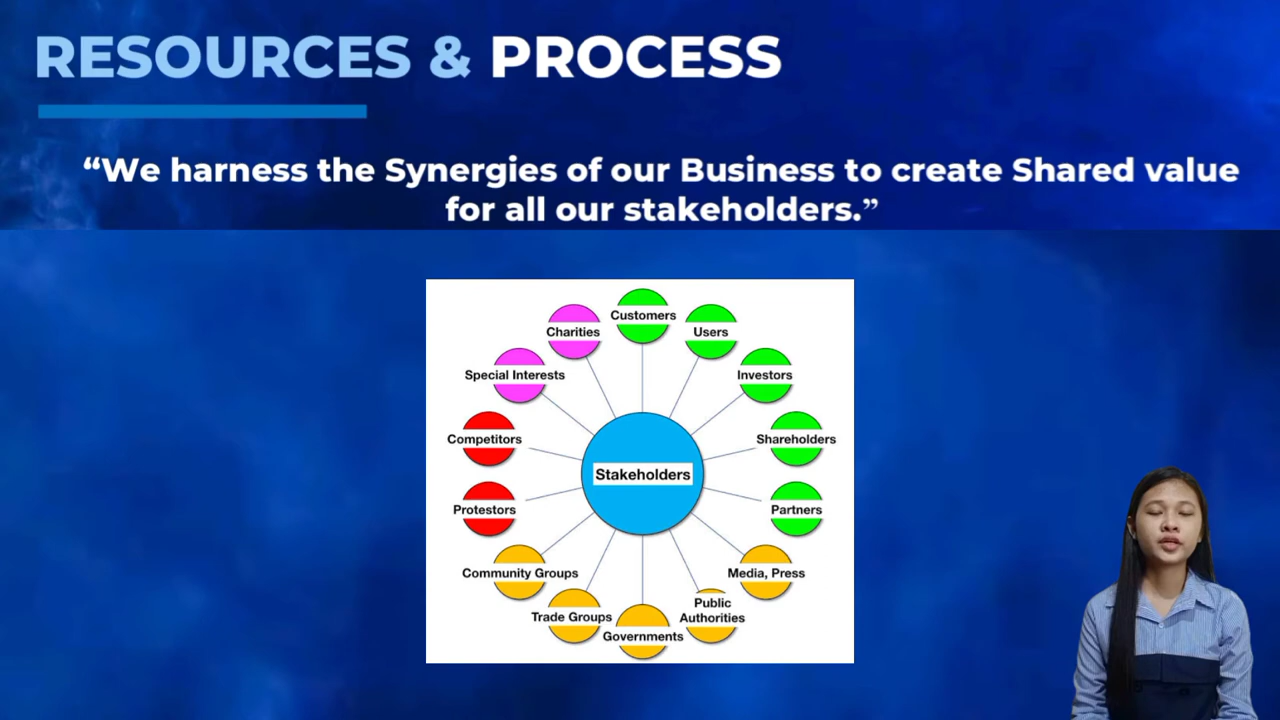 RESOURCES & PROCESS
“We harness the Synergies of our Business to create Shared value
for all our stakeholders.”
Customers
Charities
Users
Special Interests
Investors
Competitors
Shareholders
Stakeholders
Protestors
Partners
Community Groups
Media, Press
Trade Groups
Public
Authorities
Governments